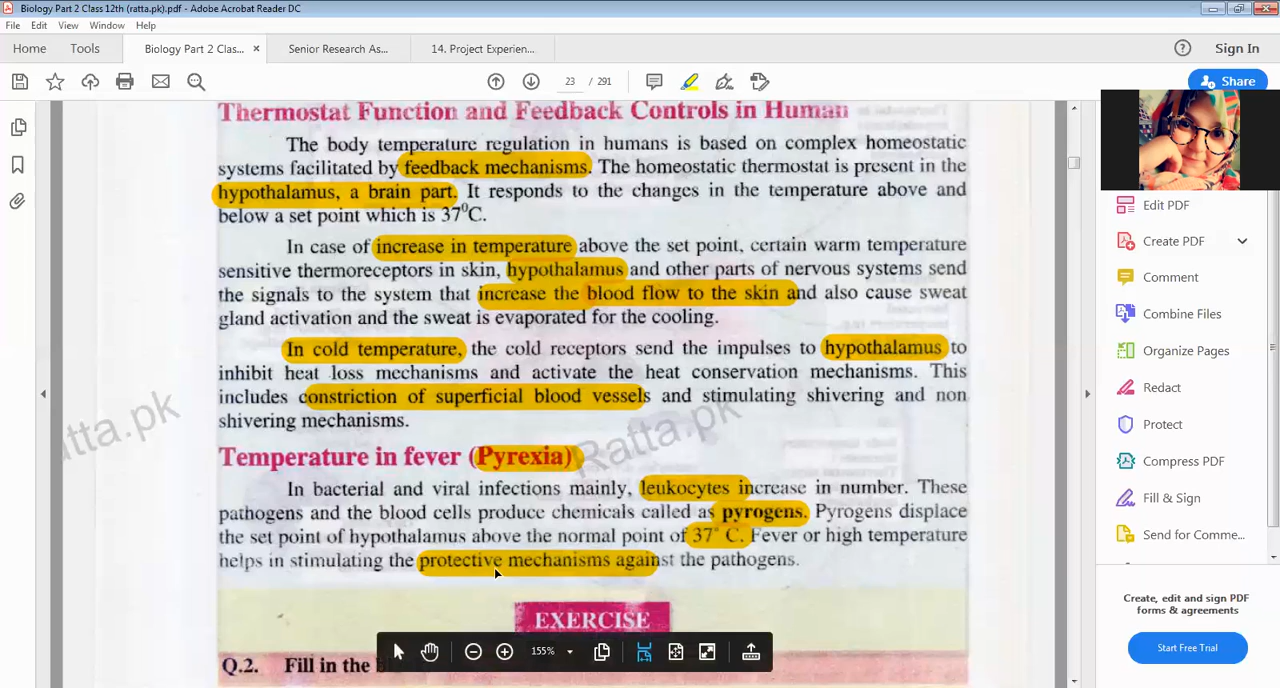 Biology Part 2 Class 12th (ratta.pk).pdf - Adobe Acrobat Reader DC
File Edit View Window Help
Home Tools Biology Part 2 Clas... × Senior Research As... 14. Project Experien... Sign In
23 / 291 Share
Thermostat Function and Feedback Controls in Human
The body temperature regulation in humans is based on complex homeostatic
systems facilitated by feedback mechanisms. The homeostatic thermostat is present in the
hypothalamus, a brain part. It responds to the changes in the temperature above and
below a set point which is 37⁰C.
In case of increase in temperature above the set point, certain warm temperature
sensitive thermoreceptors in skin, hypothalamus and other parts of nervous systems send
the signals to the system that increase the blood flow to the skin and also cause sweat
gland activation and the sweat is evaporated for the cooling.
In cold temperature, the cold receptors send the impulses to hypothalamus to
inhibit heat loss mechanisms and activate the heat conservation mechanisms. This
includes constriction of superficial blood vessels and stimulating shivering and non
shivering mechanisms.
Temperature in fever (Pyrexia)
In bacterial and viral infections mainly, leukocytes increase in number. These
pathogens and the blood cells produce chemicals called as pyrogens. Pyrogens displace
the set point of hypothalamus above the normal point of 37° C. Fever or high temperature
helps in stimulating the protective mechanisms against the pathogens.
EXERCISE
Q.2. Fill in the
155%
atta.pk
Ratta.pk
Edit PDF
Create PDF
Comment
Combine Files
Organize Pages
Redact
Protect
Compress PDF
Fill & Sign
Send for Comme...
Create, edit and sign PDF
forms & agreements
Start Free Trial